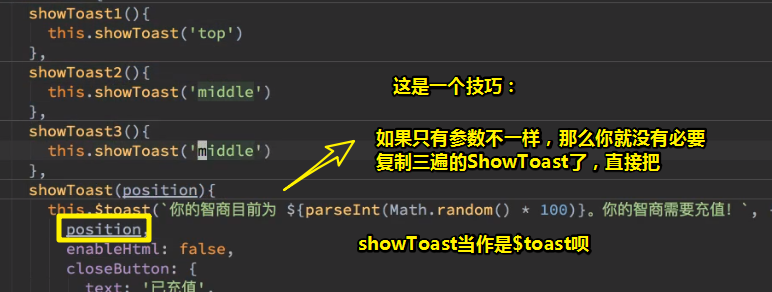 showToast1(){
this.showToast('top')
},
showToast2(){
this.showToast('middle')
},
showToast3(){
this.showToast('middle')
},
showToast(position){
this.$toast(`你的智商目前为 ${parseInt(Math.random() * 100)}。你的智商需要充值! `, {
position,
enableHtml: false,
closeButton: {
text: '已充值',
这是一个技巧：
如果只有参数不一样，那么你就没有必要
复制三遍的ShowToast了，直接把
showToast当作是$toast呗